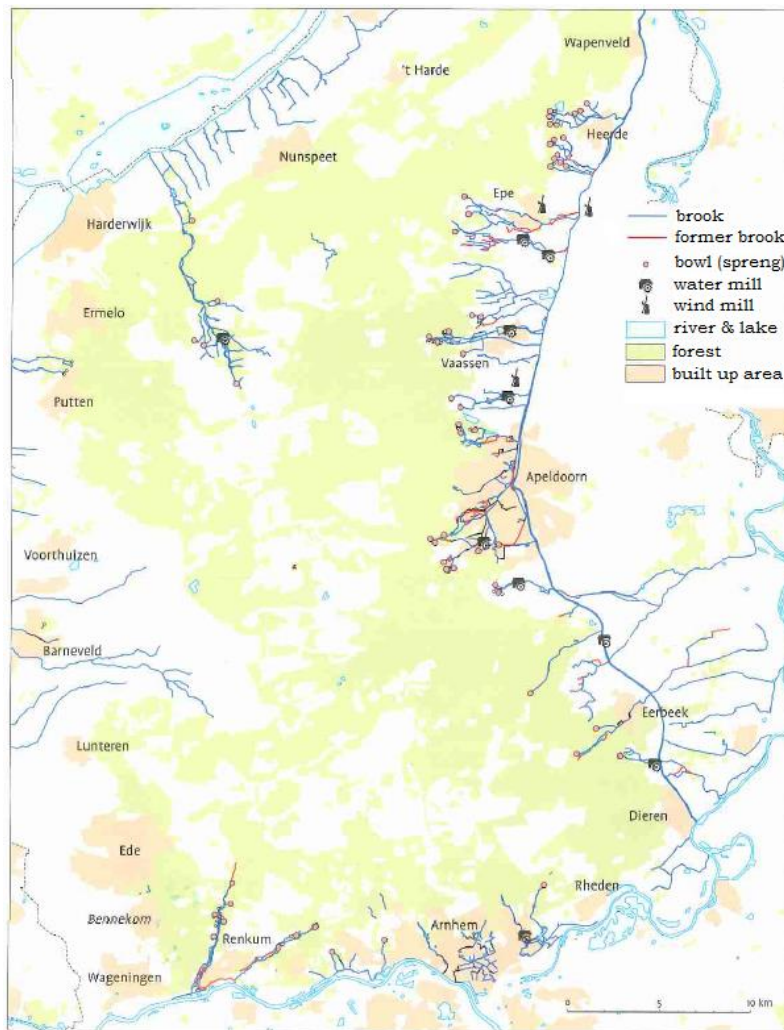 Wapenveld
't Harde
Heerde
Nunspeet
Epe
Harderwijk
brook
former brook
bowl (spreng)
water mill
wind mill
river & lake
forest
built up area
Ermelo
Vaassen
Putten
Apeldoorn
Voorthuizen
Barneveld
Eerbeek
Lunteren
Dieren
Ede
Rheden
Bennekom
Renkum
Arnhem
Wageningen
0 5 10 km